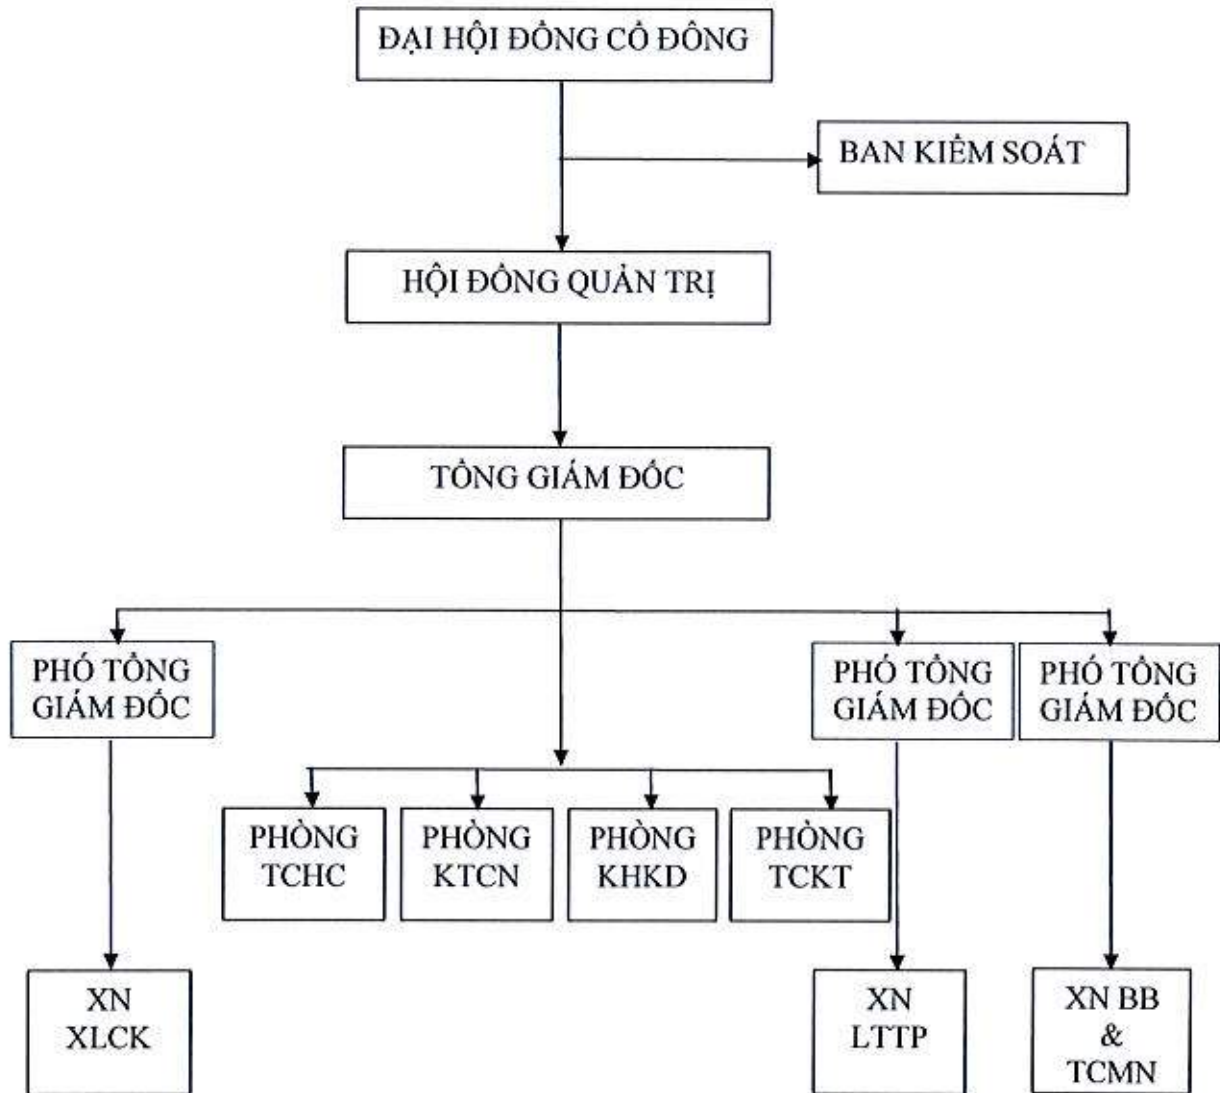 ĐẠI HỘI ĐỒNG CỔ ĐÔNG
BAN KIỂM SOÁT
HỘI ĐỒNG QUẢN TRỊ
TỔNG GIÁM ĐỐC
PHÓ TỔNG
GIÁM ĐỐC
PHÓ TỔNG
GIÁM ĐỐC
PHÓ TỔNG
GIÁM ĐỐC
PHÒNG
TCHC
PHÒNG
KTCN
PHÒNG
KHKD
PHÒNG
TCKT
XN
XLCK
XN
LTTP
XN BB
&
TCMN